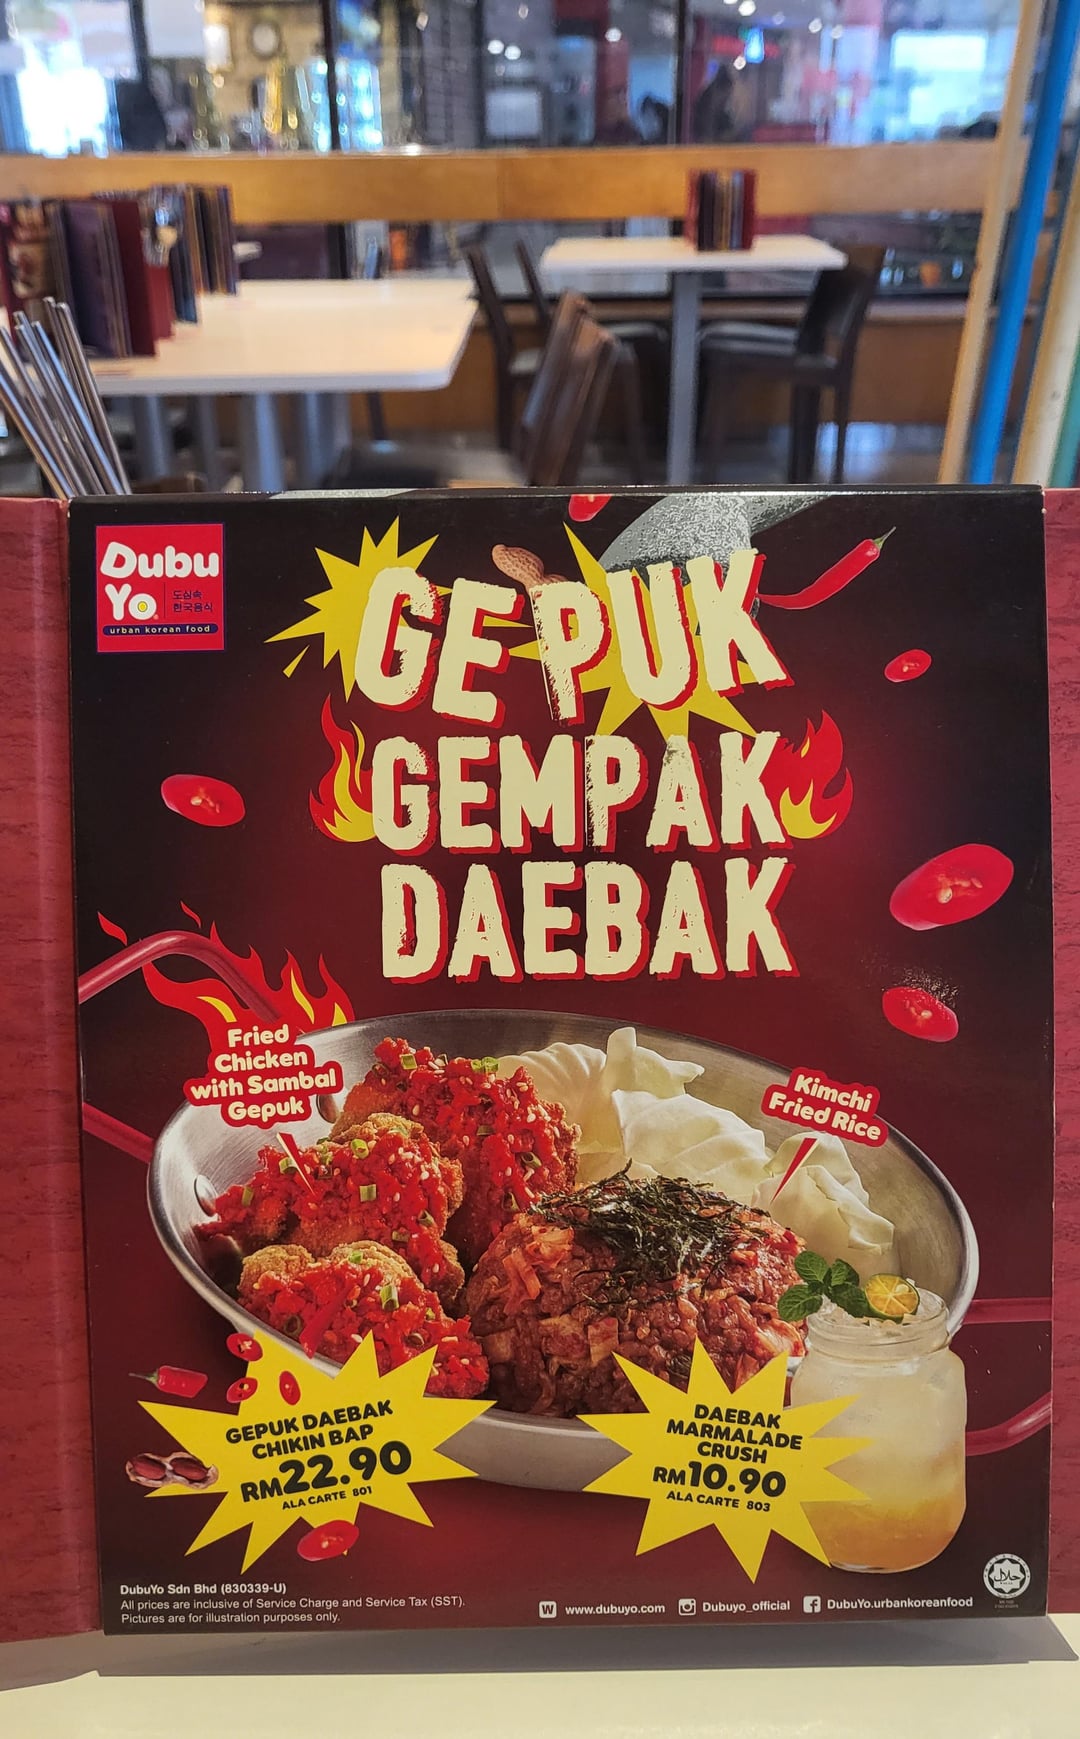 Dubu
Yo
도심속
한국음식
urban korean food
GEPUK
GEMPAK
DAEBAK
Fried
Chicken
with Sambal
Gepuk
Kimchi
Fried Rice
GEPUK DAEBAK
CHIKIN BAP
RM22.90
ALA CARTE 801
DAEBAK
MARMALADE
CRUSH
RM10.90
ALA CARTE 803
DubuYo Sdn Bhd (830339-U)
All prices are inclusive of Service Charge and Service Tax (SST).
Pictures are for illustration purposes only.
W www.dubuyo.com Dubuyo_official f DubuYo.urbankoreanfood
حلال